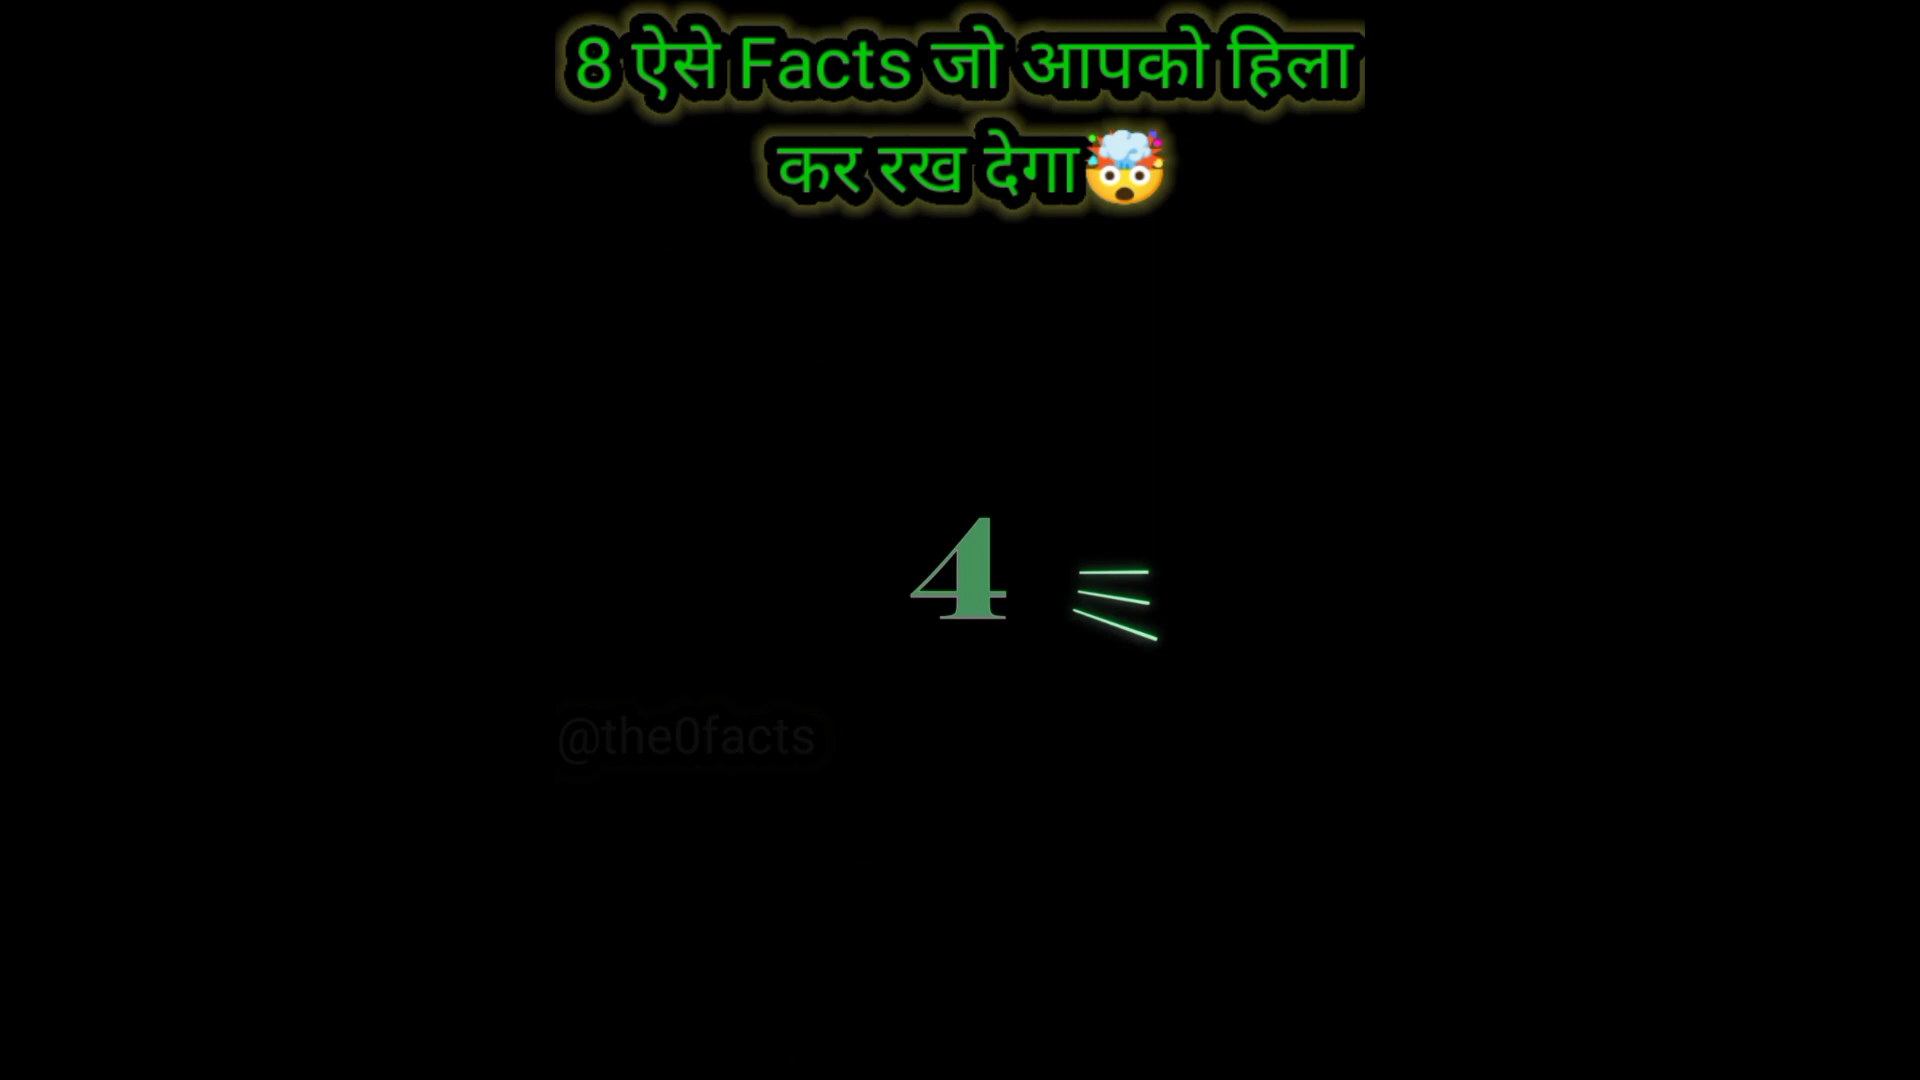 8 ऐसे Facts जो आपको हिला
कर रख देगा🤯
4
@the0facts